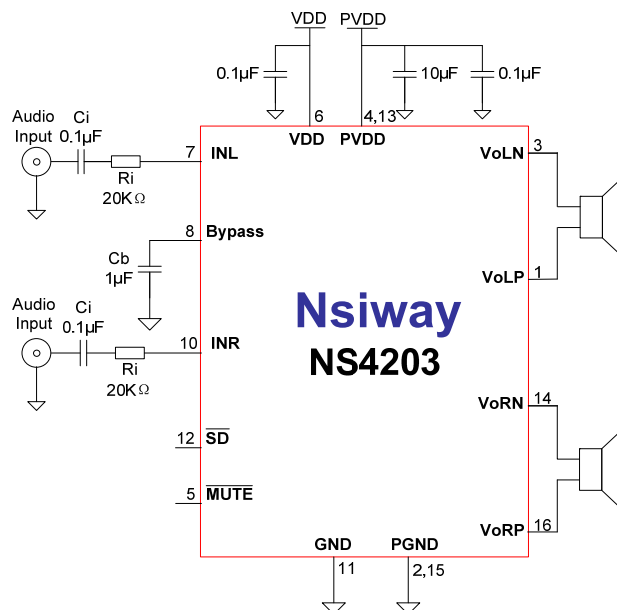 VDD
PVDD
0.1μF
10μF
0.1μF
6
4,13
VDD
PVDD
Audio
Input
Ci
0.1μF
Ri
20KΩ
7
INL
3
VoLN
8
Bypass
Cb
1μF
1
VoLP
Nsiway
NS4203
Audio
Input
Ci
0.1μF
Ri
20KΩ
10
INR
14
VoRN
12
SD
5
MUTE
16
VoRP
GND
PGND
11
2,15